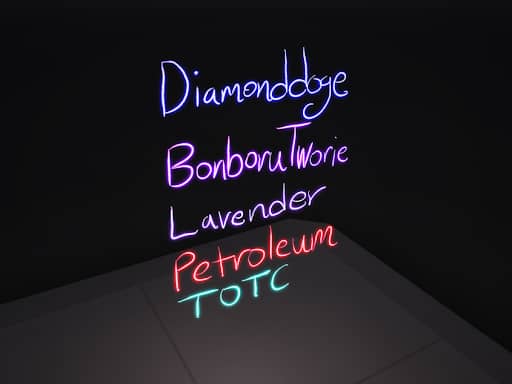 Diamonddoge
BonboruTworie
Lavender
Petroleum
TOTC